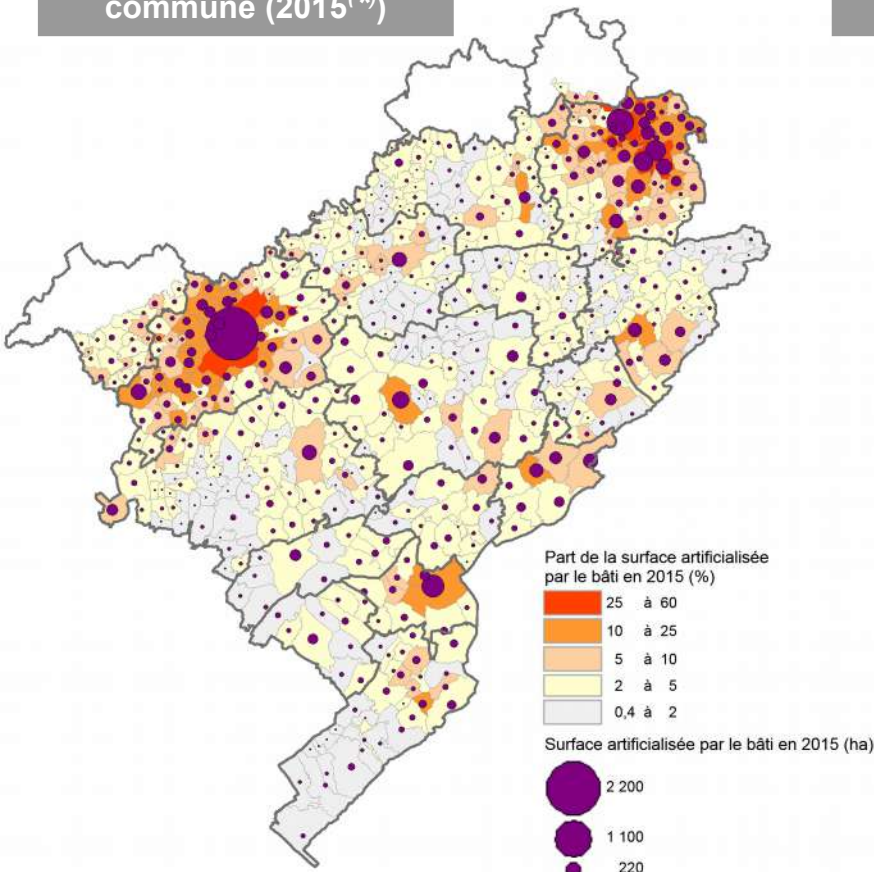 commune (2015(*))
Part de la surface artificialisée
par le bâti en 2015 (%)
25 à 60
10 à 25
5 à 10
2 à 5
0,4 à 2
Surface artificialisée par le bâti en 2015 (ha)
2 200
1 100
220